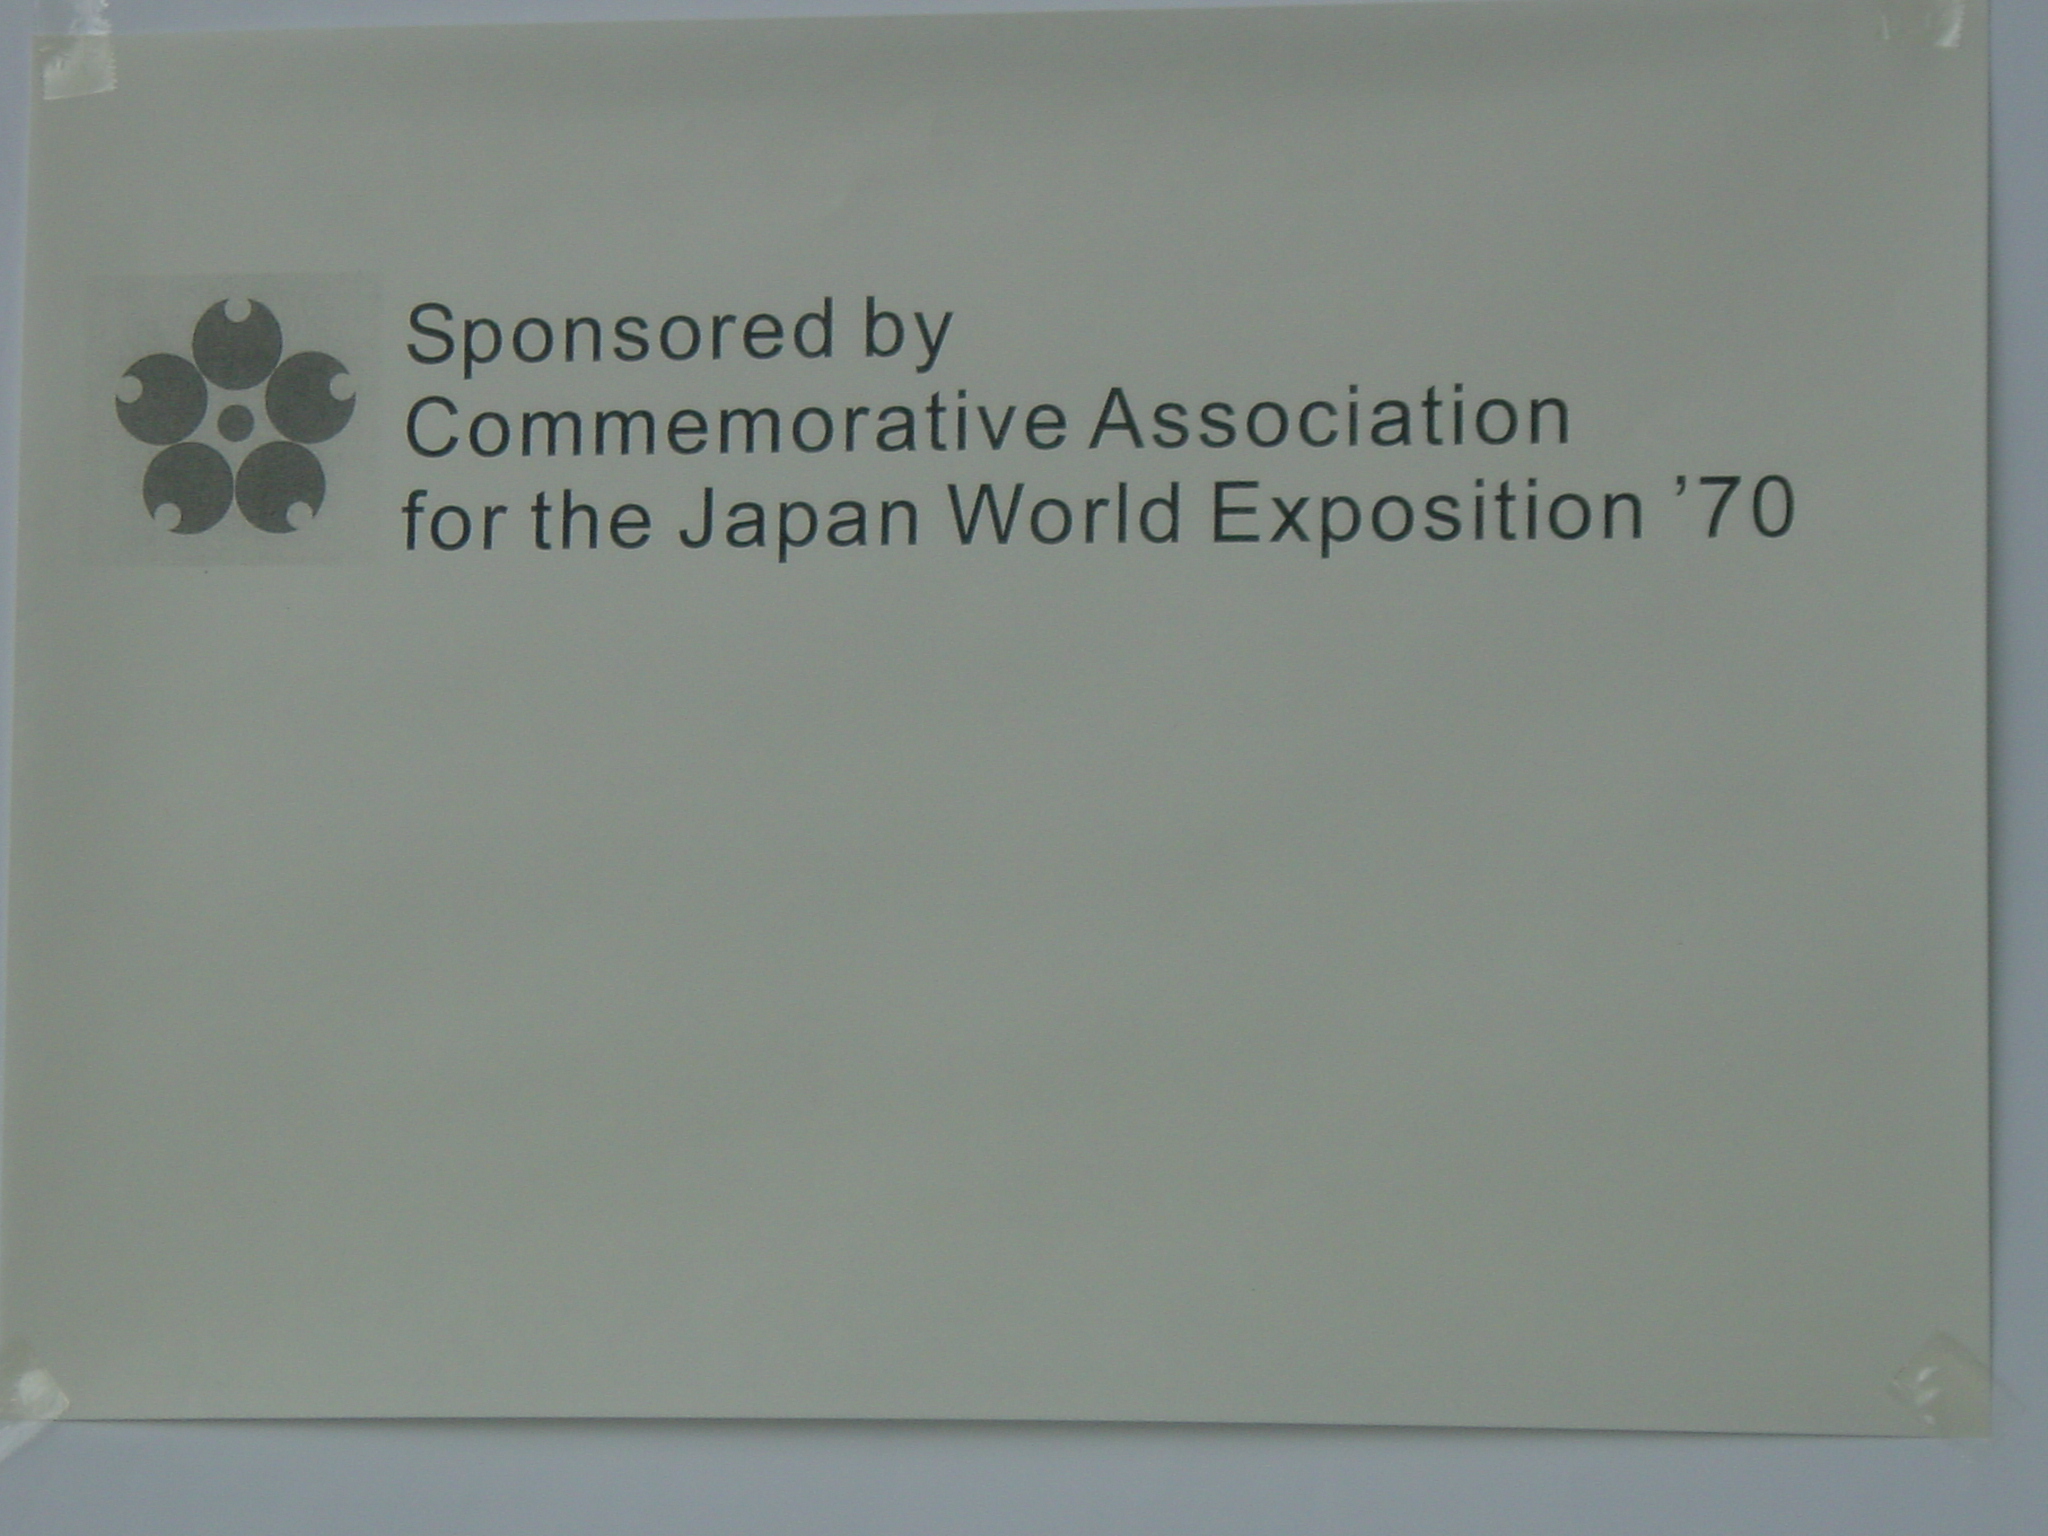 Sponsored by
Commemorative Association
for the Japan World Exposition ’70